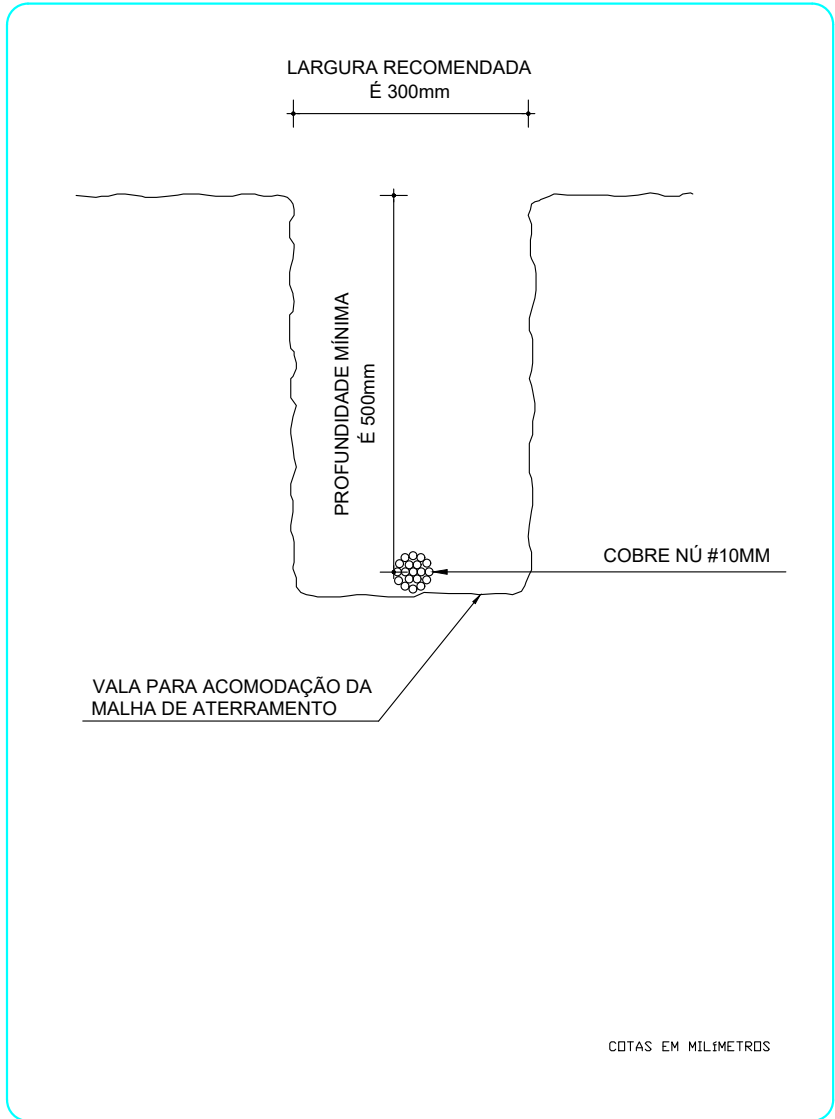 LARGURA RECOMENDADA
É 300mm
PROFUNDIDADE MÍNIMA
É 500mm
COBRE NÚ #10MM
VALA PARA ACOMODAÇÃO DA
MALHA DE ATERRAMENTO
COTAS EM MILíMETROS